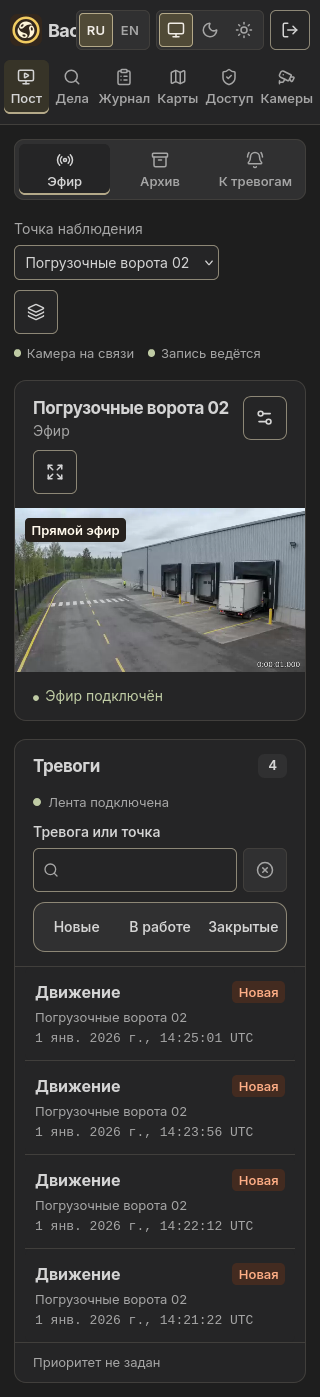 Вас RU EN
Пост Дела Журнал Карты Доступ Камеры
Эфир Архив К тревогам
Точка наблюдения
Погрузочные ворота 02
Камера на связи Запись ведётся
Погрузочные ворота 02
Эфир
Прямой эфир
0:00:01.000
Эфир подключён
Тревоги 4
Лента подключена
Тревога или точка
Новые В работе Закрытые
Движение Новая
Погрузочные ворота 02
1 янв. 2026 г., 14:25:01 UTC
Движение Новая
Погрузочные ворота 02
1 янв. 2026 г., 14:23:56 UTC
Движение Новая
Погрузочные ворота 02
1 янв. 2026 г., 14:22:12 UTC
Движение Новая
Погрузочные ворота 02
1 янв. 2026 г., 14:21:22 UTC
Приоритет не задан